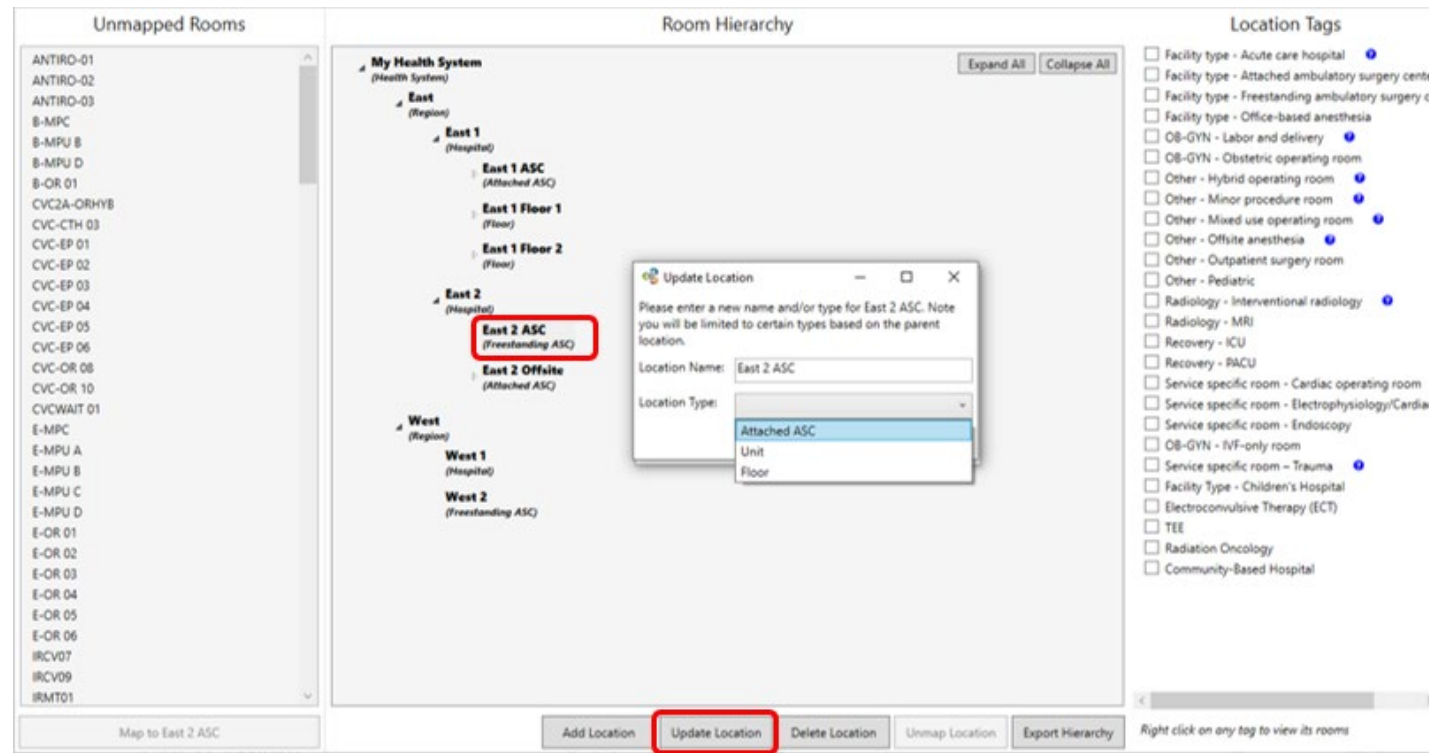 Unmapped Rooms
ANTIRO-01
ANTIRO-02
ANTIRO-03
B-MPC
B-MPU B
B-MPU D
B-OR 01
CVC2A-ORHYB
CVC-CTH 03
CVC-EP 01
CVC-EP 02
CVC-EP 03
CVC-EP 04
CVC-EP 05
CVC-EP 06
CVC-OR 08
CVC-OR 10
CVCWAIT 01
E-MPC
E-MPU A
E-MPU B
E-MPU C
E-MPU D
E-OR 01
E-OR 02
E-OR 03
E-OR 04
E-OR 05
E-OR 06
IRCV07
IRCV09
IRMT01
Map to East 2 ASC
Room Hierarchy
Expand All
Collapse All
My Health System
(Health System)
East
(Region)
East 1
(Hospital)
East 1 ASC
(Attached ASC)
East 1 Floor 1
(Floor)
East 1 Floor 2
(Floor)
East 2
(Hospital)
East 2 ASC
(Freestanding ASC)
East 2 Offsite
(Attached ASC)
West
(Region)
West 1
(Hospital)
West 2
(Freestanding ASC)
Update Location
Please enter a new name and/or type for East 2 ASC. Note
you will be limited to certain types based on the parent
location.
Location Name: East 2 ASC
Location Type:
Attached ASC
Unit
Floor
Add Location
Update Location
Delete Location
Unmap Location
Export Hierarchy
Location Tags
Facility type - Acute care hospital ?
Facility type - Attached ambulatory surgery cente
Facility type - Freestanding ambulatory surgery c
Facility type - Office-based anesthesia
OB-GYN - Labor and delivery ?
OB-GYN - Obstetric operating room
Other - Hybrid operating room ?
Other - Minor procedure room ?
Other - Mixed use operating room ?
Other - Offsite anesthesia ?
Other - Outpatient surgery room
Other - Pediatric
Radiology - Interventional radiology ?
Radiology - MRI
Recovery - ICU
Recovery - PACU
Service specific room - Cardiac operating room
Service specific room - Electrophysiology/Cardia
Service specific room - Endoscopy
OB-GYN - IVF-only room
Service specific room – Trauma ?
Facility Type - Children's Hospital
Electroconvulsive Therapy (ECT)
TEE
Radiation Oncology
Community-Based Hospital
Right click on any tag to view its rooms